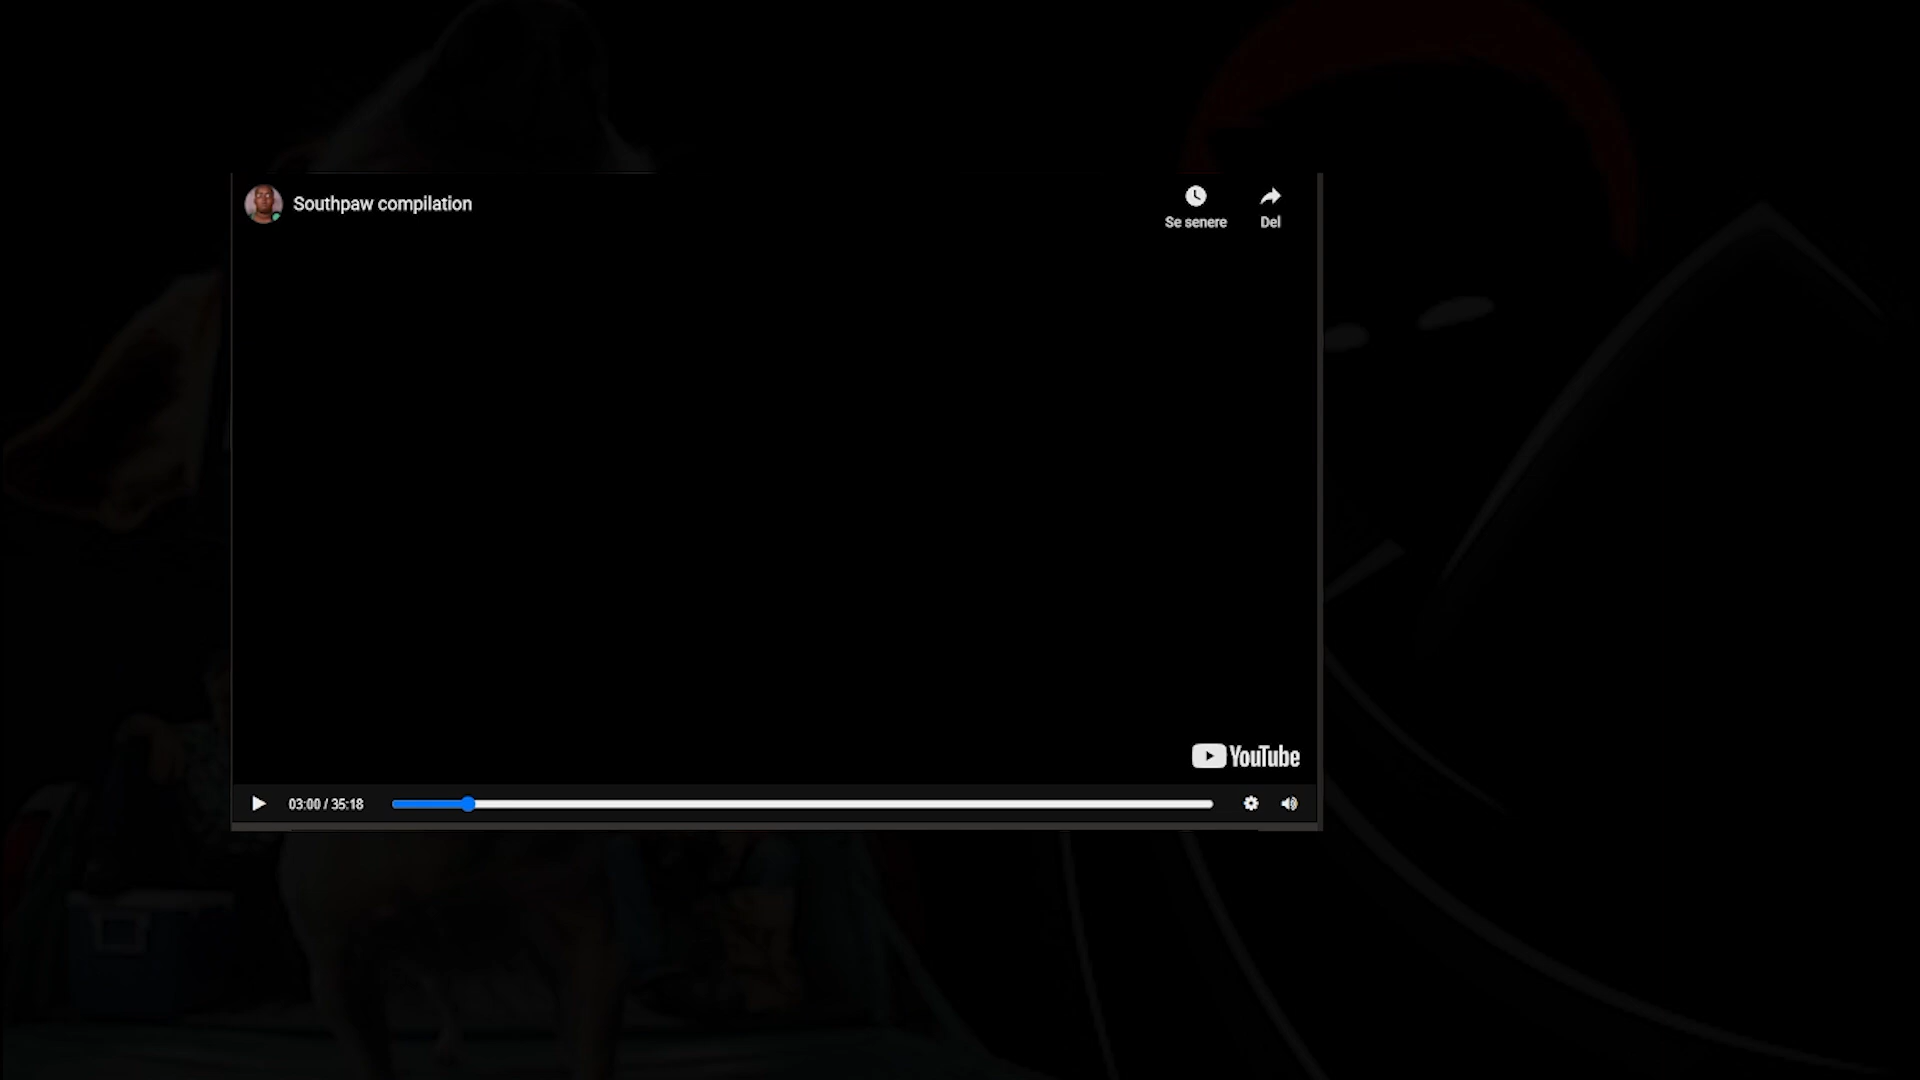 Southpaw compilation
Se senere
Del
YouTube
03:00 / 35:18